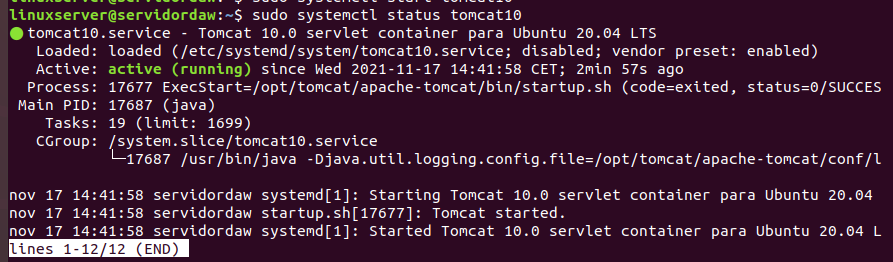 linuxserver@servidordaw:~$ sudo systemctl start tomcat10
linuxserver@servidordaw:~$ sudo systemctl status tomcat10
● tomcat10.service - Tomcat 10.0 servlet container para Ubuntu 20.04 LTS
   Loaded: loaded (/etc/systemd/system/tomcat10.service; disabled; vendor preset: enabled)
   Active: active (running) since Wed 2021-11-17 14:41:58 CET; 2min 57s ago
  Process: 17677 ExecStart=/opt/tomcat/apache-tomcat/bin/startup.sh (code=exited, status=0/SUCCES
 Main PID: 17687 (java)
    Tasks: 19 (limit: 1699)
   CGroup: /system.slice/tomcat10.service
           └─17687 /usr/bin/java -Djava.util.logging.config.file=/opt/tomcat/apache-tomcat/conf/l
nov 17 14:41:58 servidordaw systemd[1]: Starting Tomcat 10.0 servlet container para Ubuntu 20.04
nov 17 14:41:58 servidordaw startup.sh[17677]: Tomcat started.
nov 17 14:41:58 servidordaw systemd[1]: Started Tomcat 10.0 servlet container para Ubuntu 20.04 L
lines 1-12/12 (END)